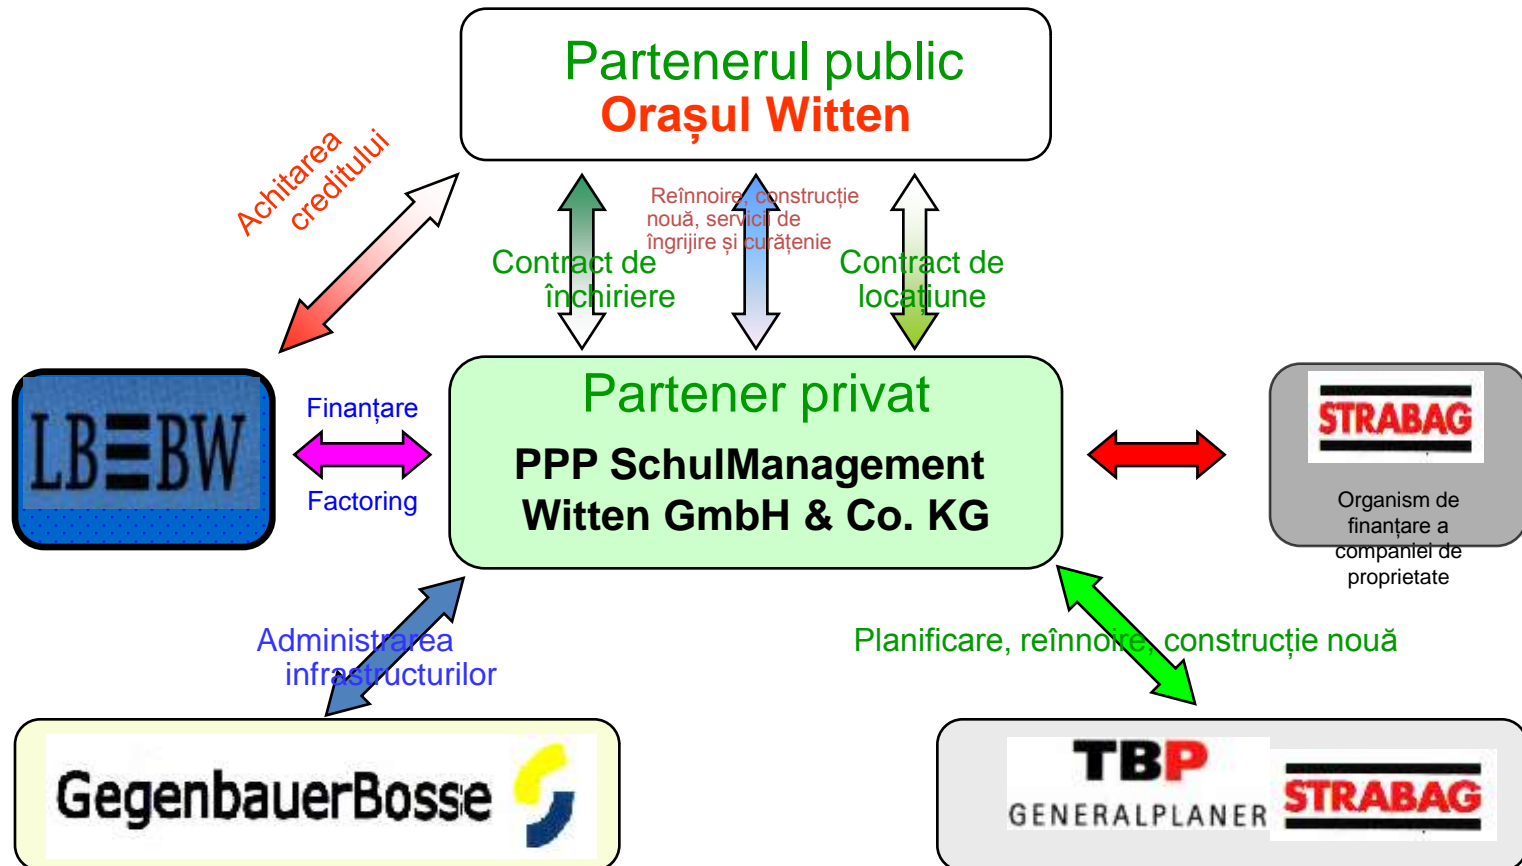 Partenerul public
Orașul Witten
Achitarea
creditului
Reînnoire, construcție
nouă, servicii de
îngrijire și curățenie
Contract de
închiriere
Contract de
locațiune
LBBW
Finanțare
Factoring
Partener privat
PPP SchulManagement
Witten GmbH & Co. KG
STRABAG
Organism de
finanțare a
companiei de
proprietate
Administrarea
infrastructurilor
Planificare, reînnoire, construcție nouă
GegenbauerBosse
TBP
GENERALPLANER
STRABAG